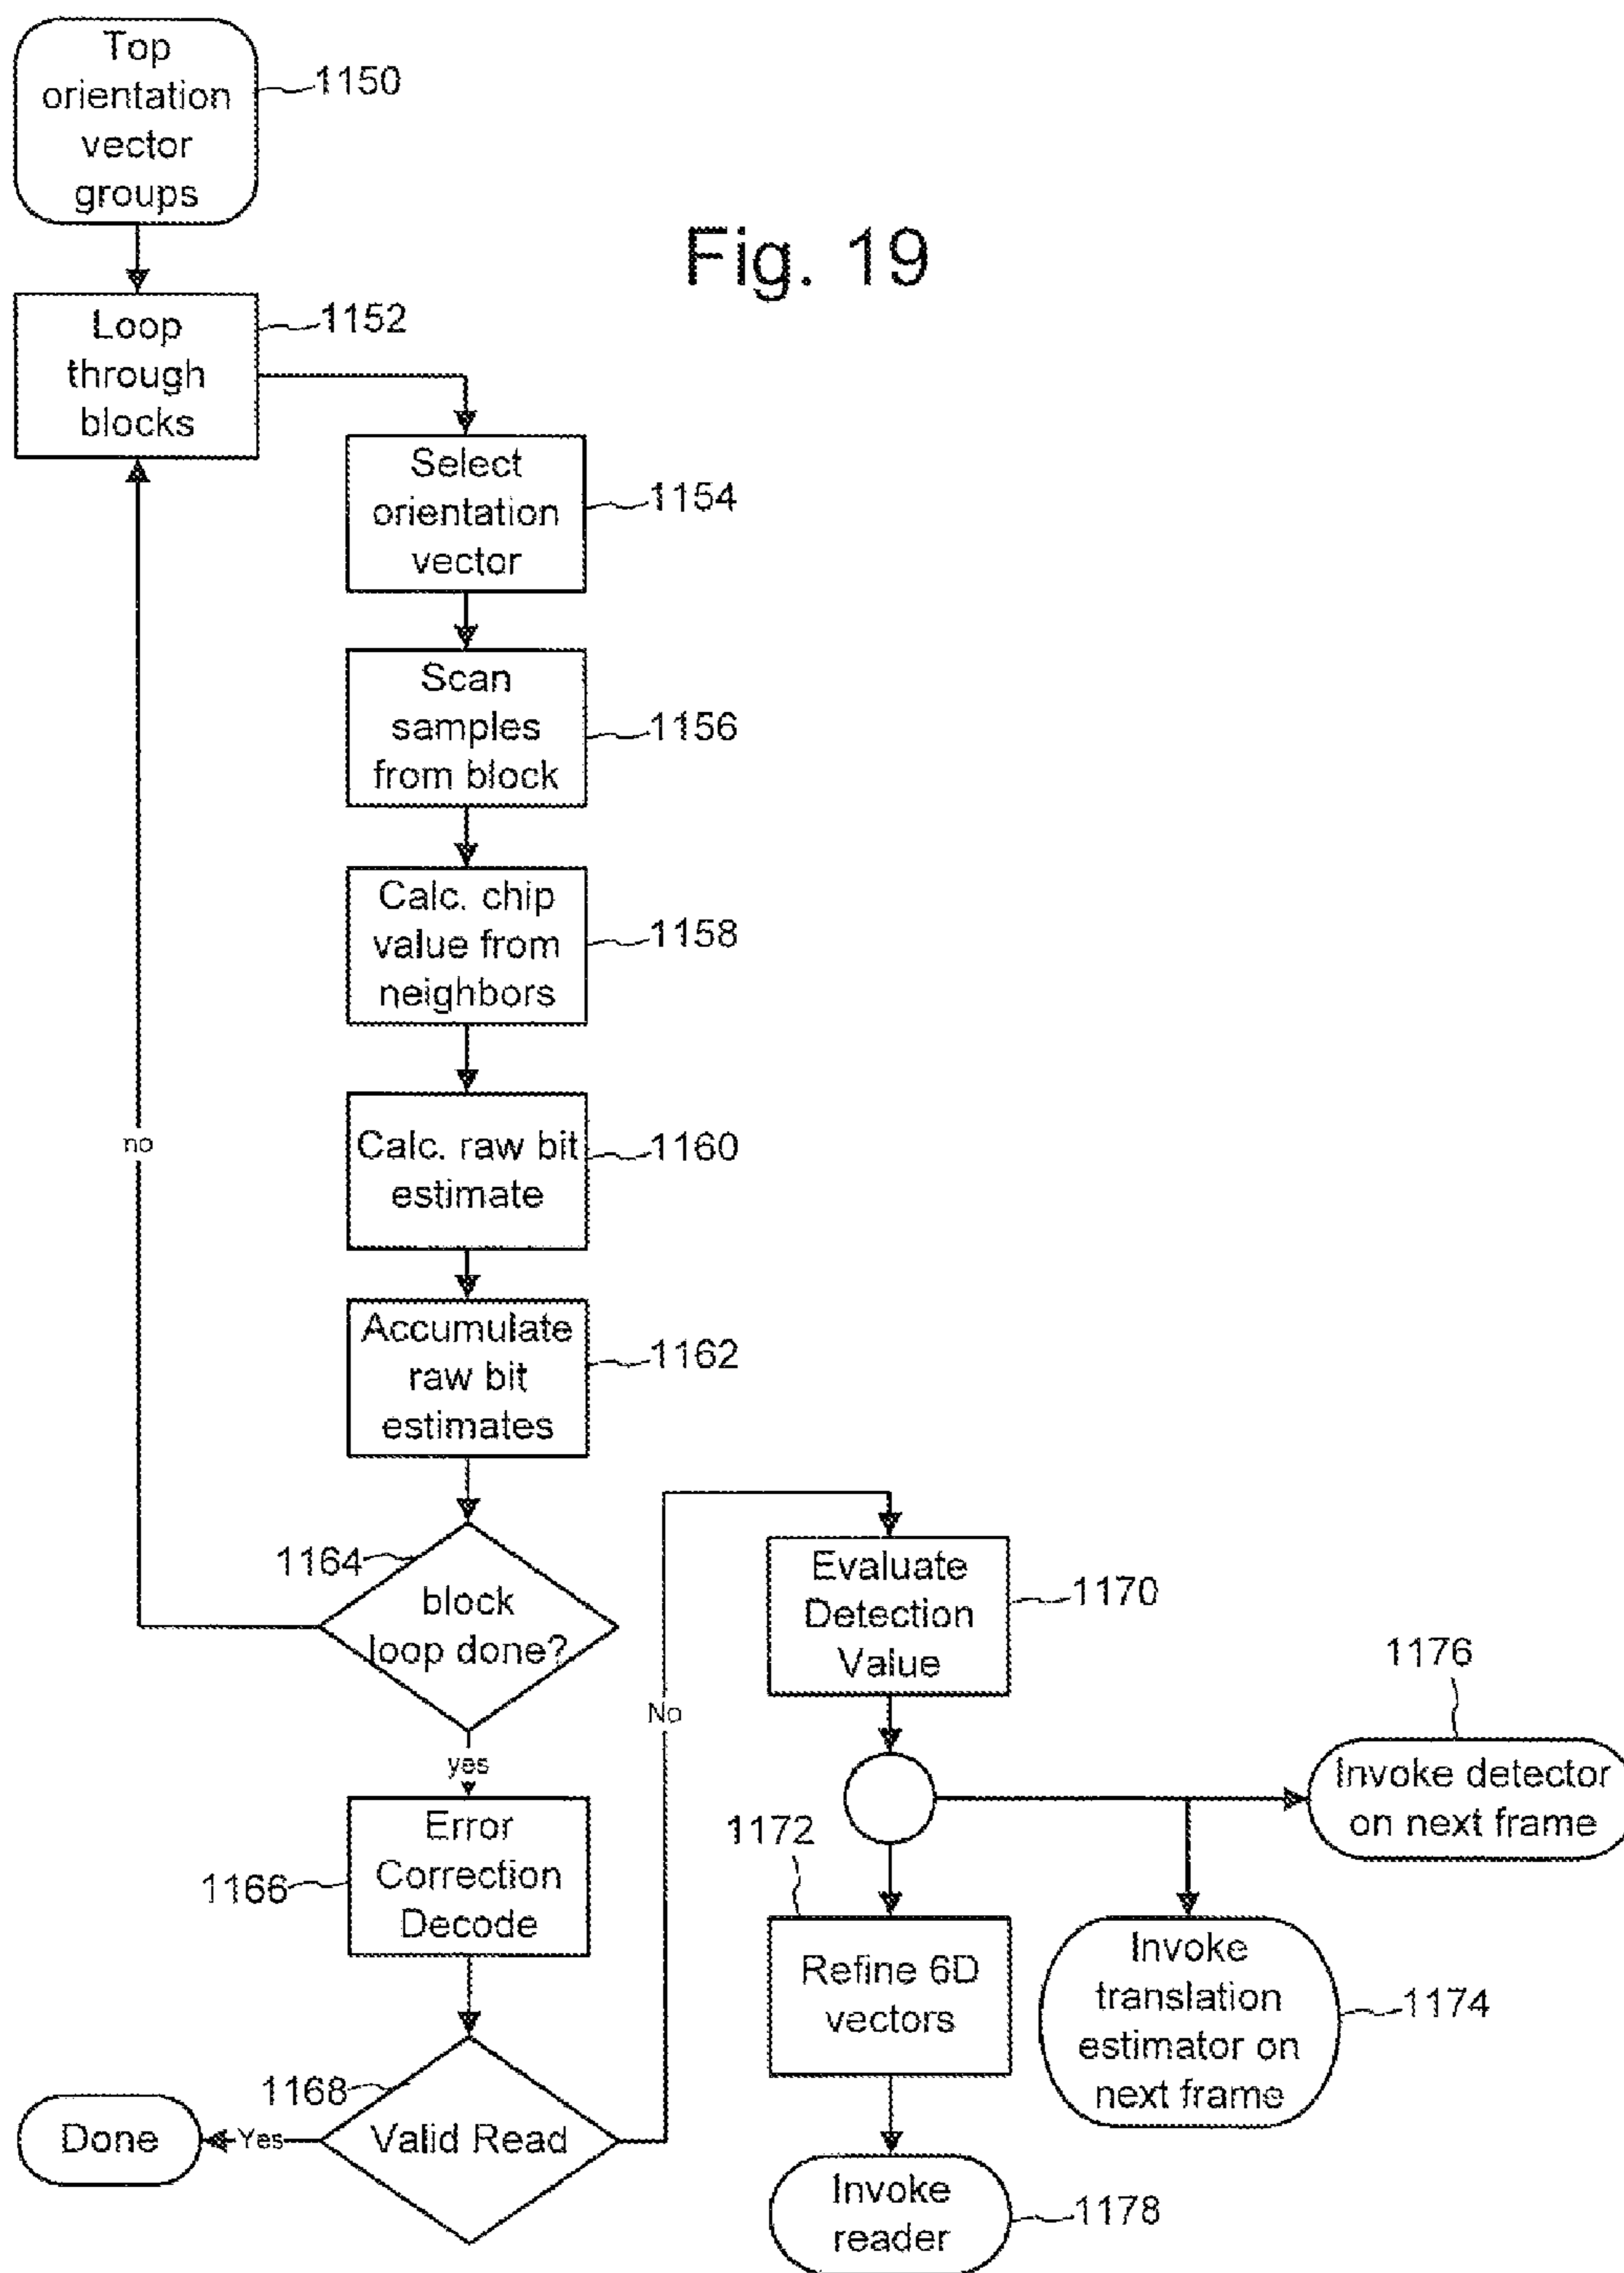 Top
orientation
vector
groups
1150
Fig. 19
Loop
through
blocks
1152
Select
orientation
vector
1154
Scan
samples
from block
1156
Calc. chip
value from
neighbors
1158
no
Calc. raw bit
estimate
1160
Accumulate
raw bit
estimates
1162
1164
block
loop done?
yes
Error
Correction
Decode
1166
1168
Valid Read
Yes
Done
No
Evaluate
Detection
Value
1170
1176
Invoke detector
on next frame
1172
Refine 6D
vectors
Invoke
translation
estimator on
next frame
1174
Invoke
reader
1178